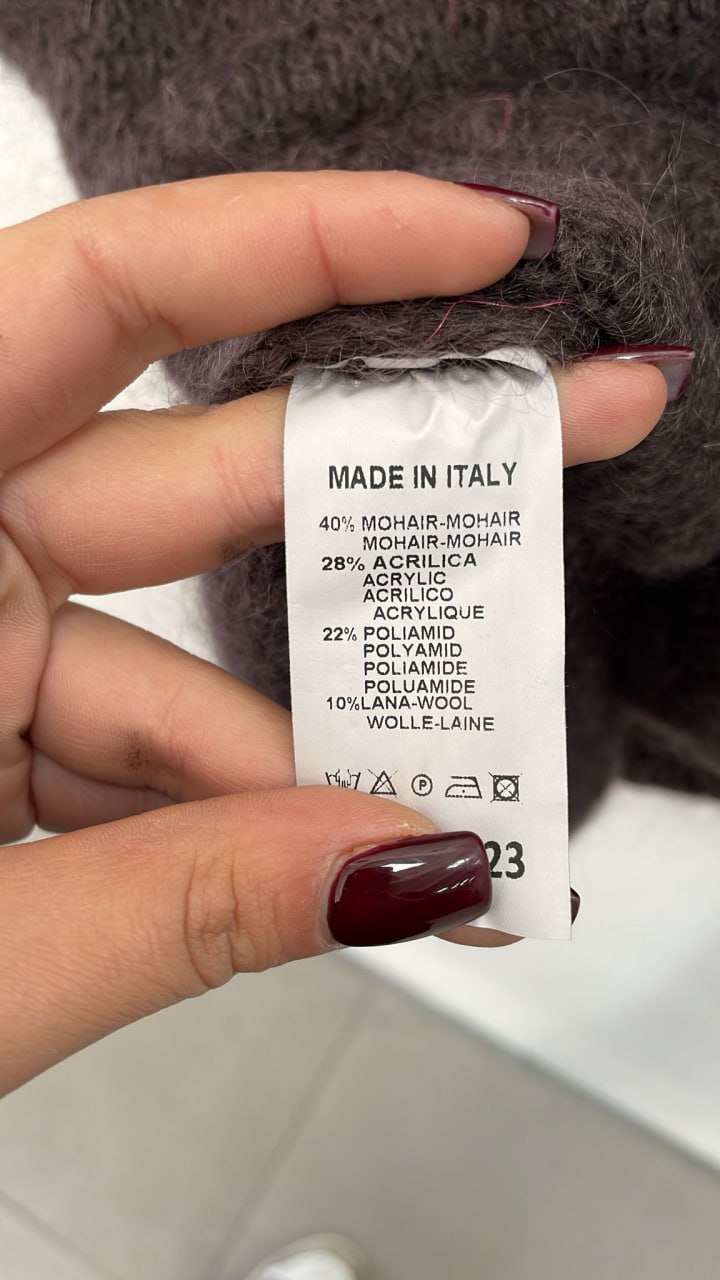 MADE IN ITALY
40% MOHAIR-MOHAIR
MOHAIR-MOHAIR
28% ACRILICA
ACRYLIC
ACRILICO
ACRYLIQUE
22% POLIAMID
POLYAMID
POLIAMIDE
POLUAMIDE
10%LANA-WOOL
WOLLE-LAINE
P
23